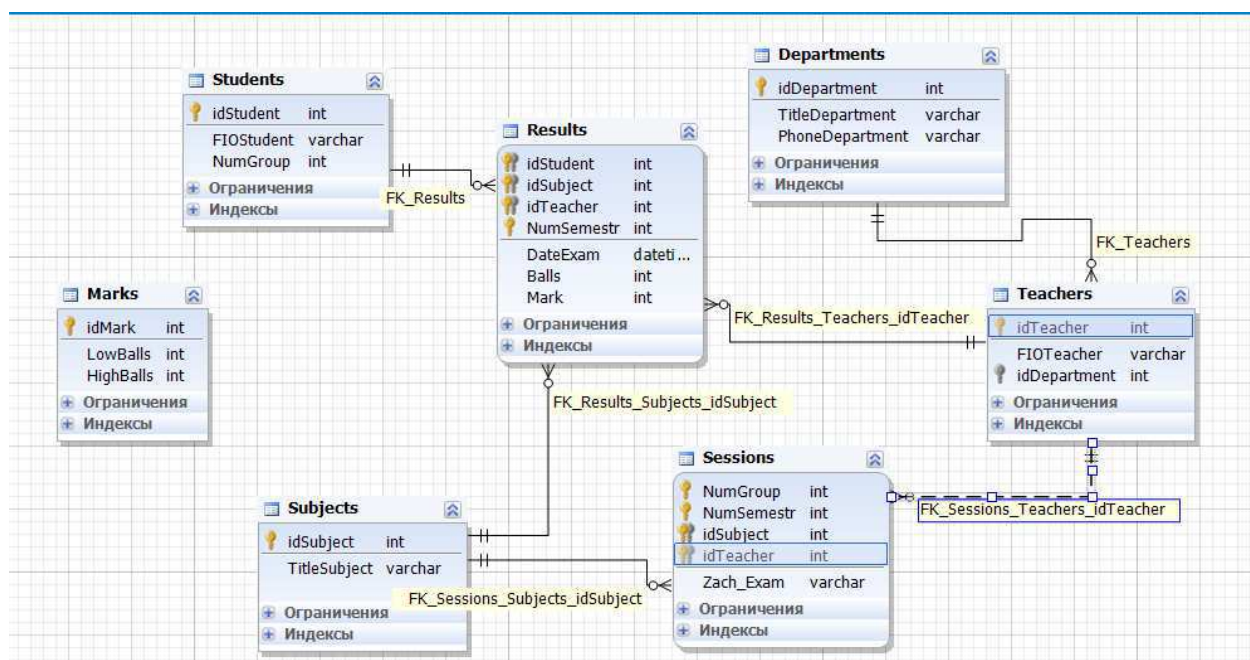 Students
idStudent int
FIOStudent varchar
NumGroup int
Ограничения
Индексы
FK_Results
Results
idStudent int
idSubject int
idTeacher int
NumSemestr int
DateExam dateti...
Balls int
Mark int
Ограничения
Индексы
Departments
idDepartment int
TitleDepartment varchar
PhoneDepartment varchar
Ограничения
Индексы
FK_Teachers
Marks
idMark int
LowBalls int
HighBalls int
Ограничения
Индексы
FK_Results_Teachers_idTeacher
Teachers
idTeacher int
FIOTeacher varchar
idDepartment int
Ограничения
Индексы
FK_Results_Subjects_idSubject
Subjects
idSubject int
TitleSubject varchar
Ограничения
Индексы
FK_Sessions_Subjects_idSubject
Sessions
NumGroup int
NumSemestr int
idSubject int
idTeacher int
Zach_Exam varchar
Ограничения
Индексы
FK_Sessions_Teachers_idTeacher